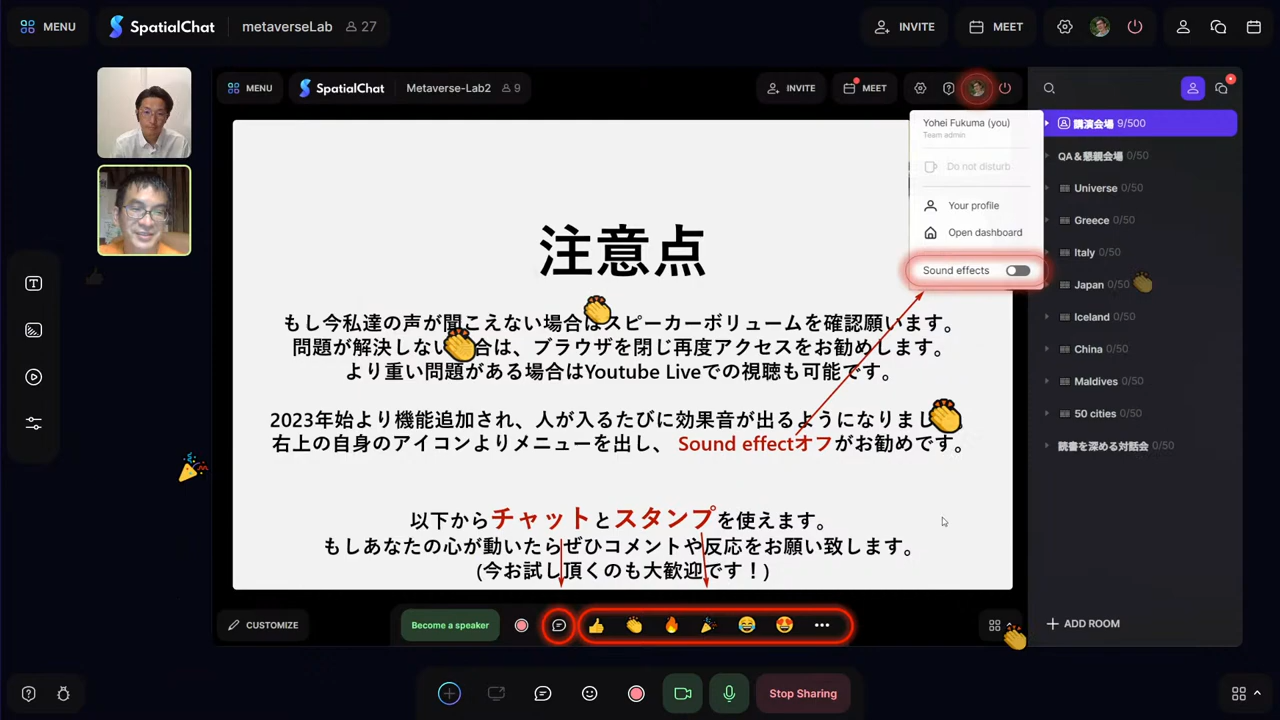 MENU
SpatialChat
metaverseLab
27
INVITE
MEET
MENU
SpatialChat
Metaverse-Lab2
9
INVITE
MEET
Yohei Fukuma (you)
Team admin
Do not disturb
Your profile
Open dashboard
Sound effects
講演会場 9/500
QA&懇親会場 0/50
Universe 0/50
Greece 0/50
Italy 0/50
Japan 0/50
Iceland 0/50
China 0/50
Maldives 0/50
50 cities 0/50
読書を深める対話会 0/50
ADD ROOM
注意点
もし今私達の声が聞こえない場合はスピーカーボリュームを確認願います。
問題が解決しない合は、ブラウザを閉じ再度アクセスをお勧めします。
より重い問題がある場合はYoutube Liveでの視聴も可能です。
2023年始より機能追加され、人が入るたびに効果音が出るようになりまし
右上の自身のアイコンよりメニューを出し、 Sound effectオフがお勧めです。
以下からチャットとスタンプを使えます。
もしあなたの心が動いたらぜひコメントや反応をお願い致します。
(今お試し頂くのも大歓迎です！)
CUSTOMIZE
Become a speaker
Stop Sharing